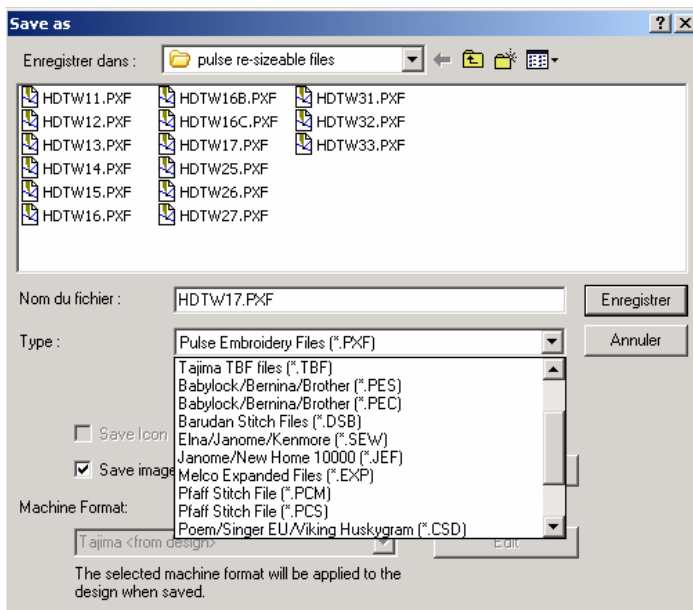 Save as
Enregistrer dans :
pulse re-sizeable files
HDTW11.PXF
HDTW12.PXF
HDTW13.PXF
HDTW14.PXF
HDTW15.PXF
HDTW16.PXF
HDTW16B.PXF
HDTW16C.PXF
HDTW17.PXF
HDTW25.PXF
HDTW26.PXF
HDTW27.PXF
HDTW31.PXF
HDTW32.PXF
HDTW33.PXF
Nom du fichier :
HDTW17.PXF
Enregistrer
Type :
Pulse Embroidery Files (*.PXF)
Annuler
Tajima TBF files (*.TBF)
Babylock/Bernina/Brother (*.PES)
Babylock/Bernina/Brother (*.PEC)
Barudan Stitch Files (*.DSB)
Elna/Janome/Kenmore (*.SEW)
Janome/New Home 10000 (*.JEF)
Melco Expanded Files (*.EXP)
Pfaff Stitch File (*.PCM)
Pfaff Stitch File (*.PCS)
Poem/Singer EU/Viking Huskygram (*.CSD)
Save Icon
Save image
Machine Format:
Tajima <from design>
Edit
The selected machine format will be applied to the
design when saved.